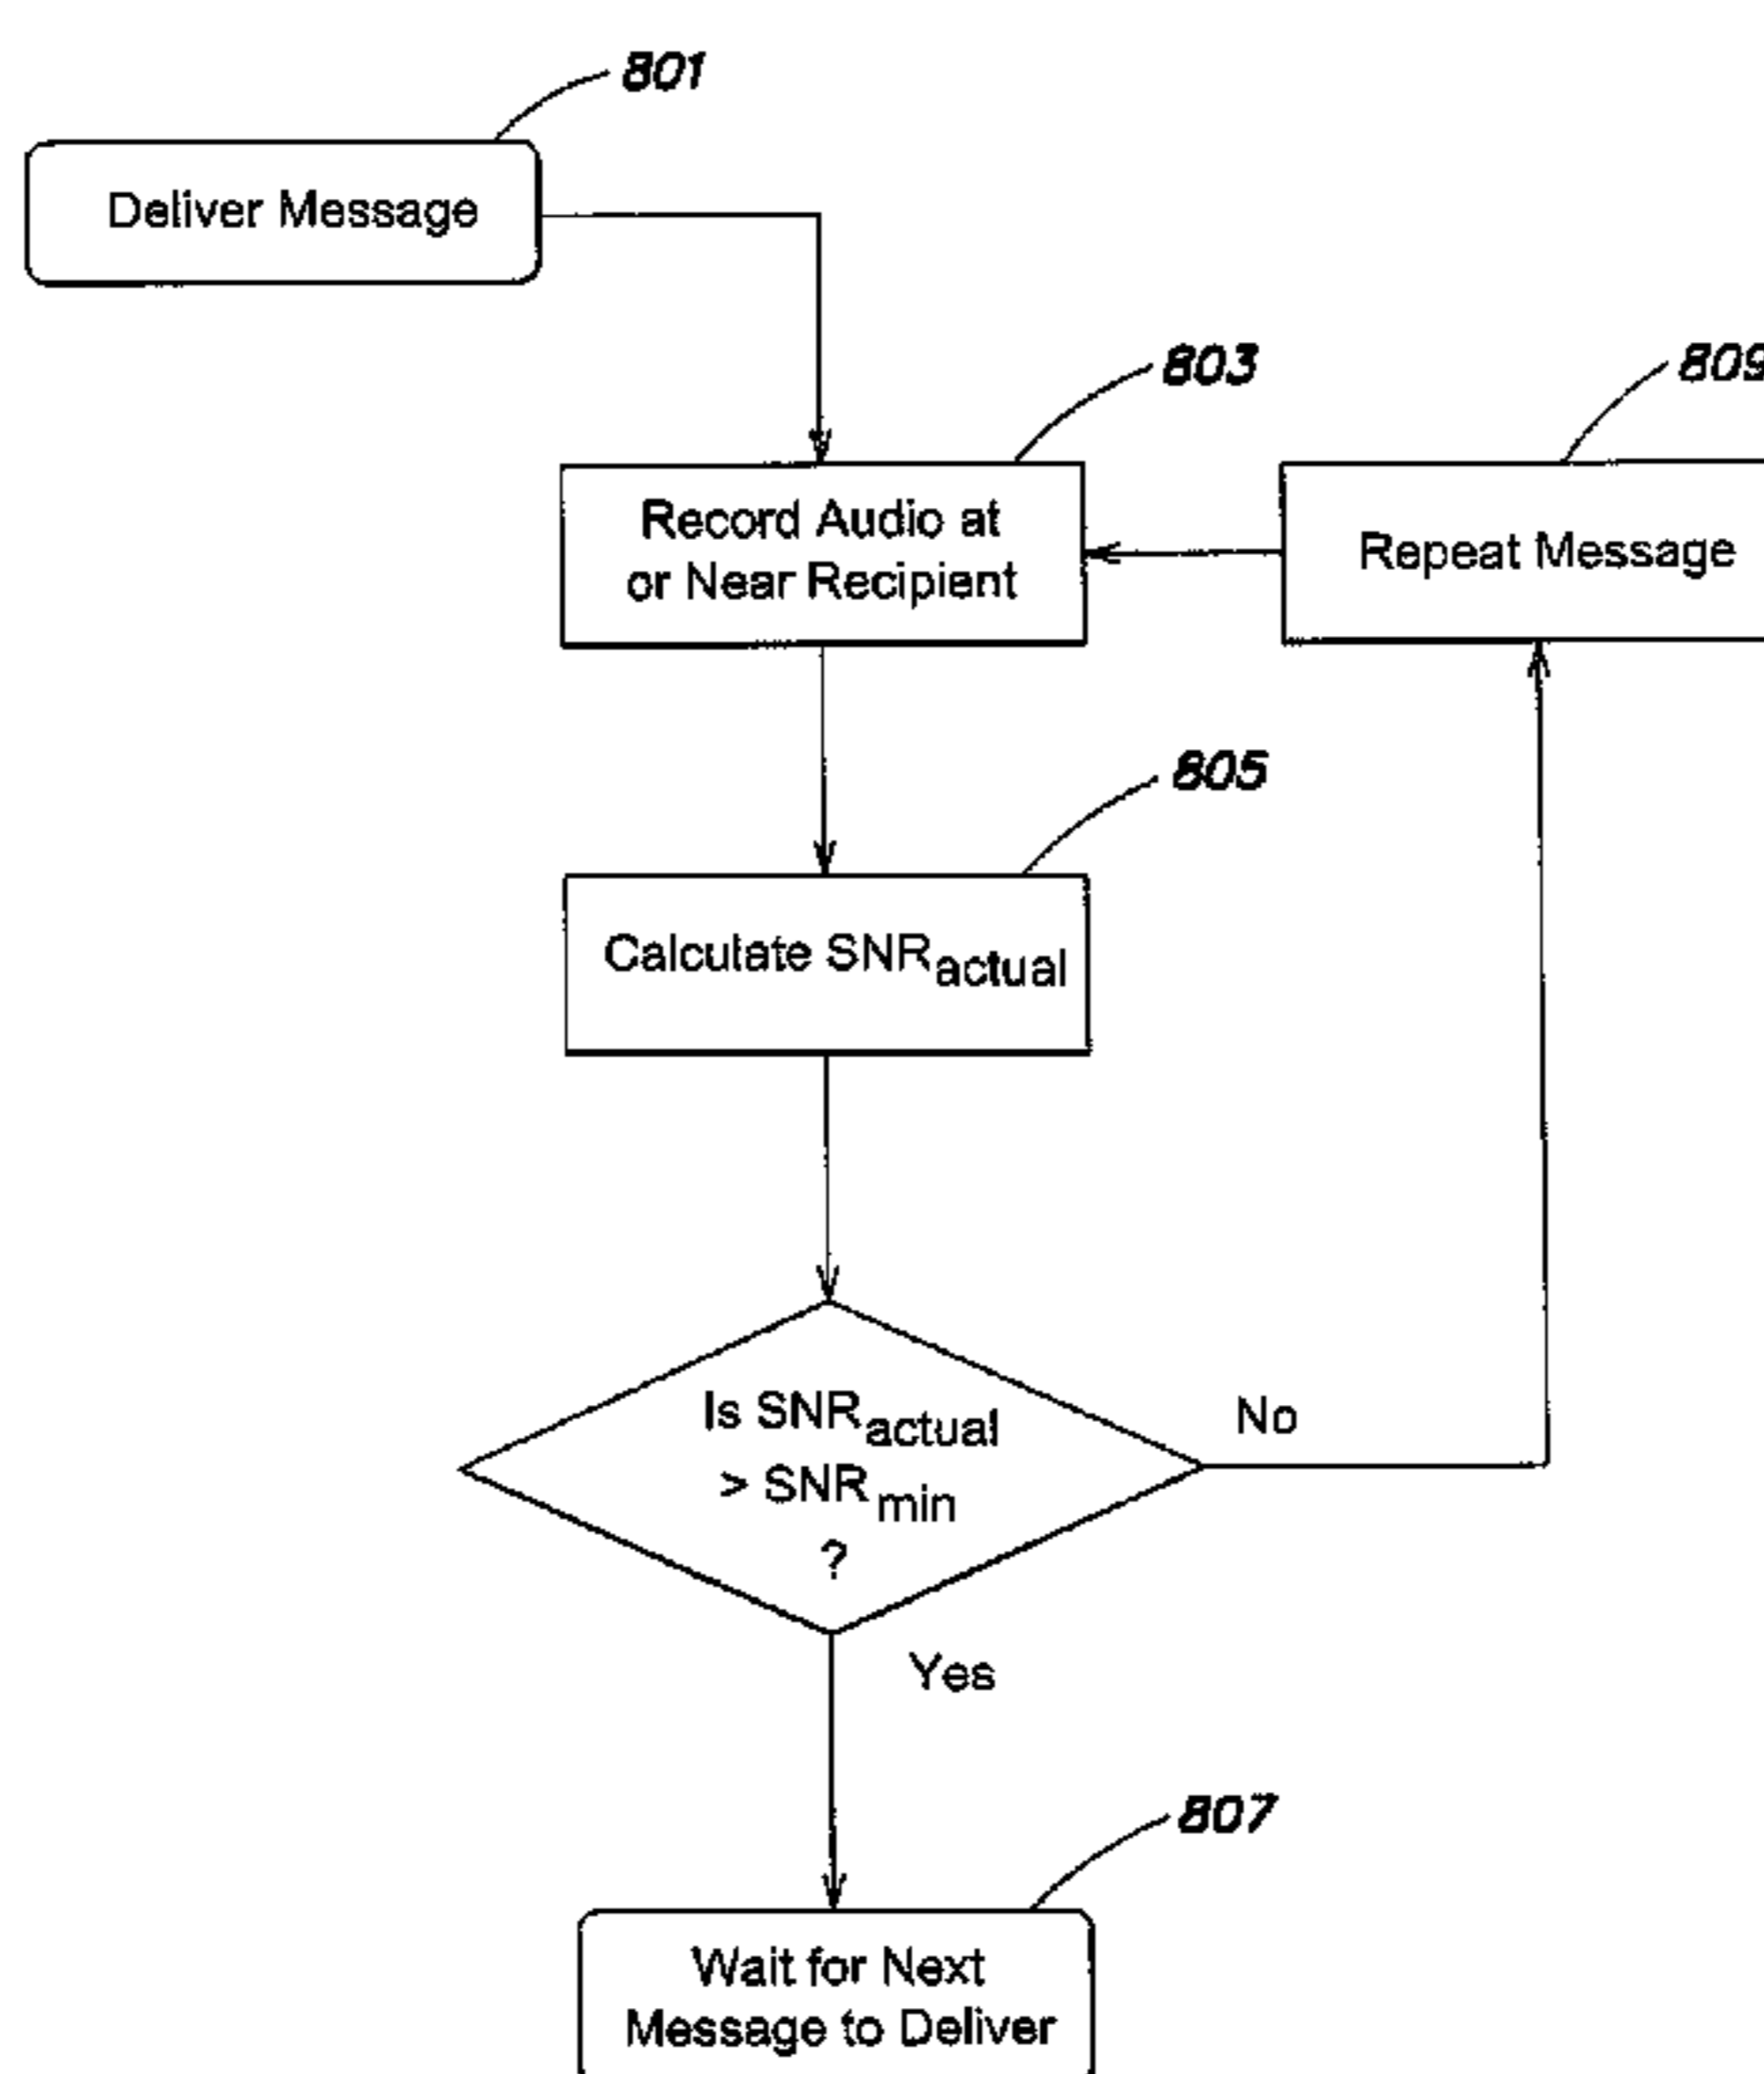 801
Deliver Message
803
809
Record Audio at
or Near Recipient
Repeat Message
805
Calculate SNRactual
Is SNRactual
> SNRmin
?
No
Yes
807
Wait for Next
Message to Deliver